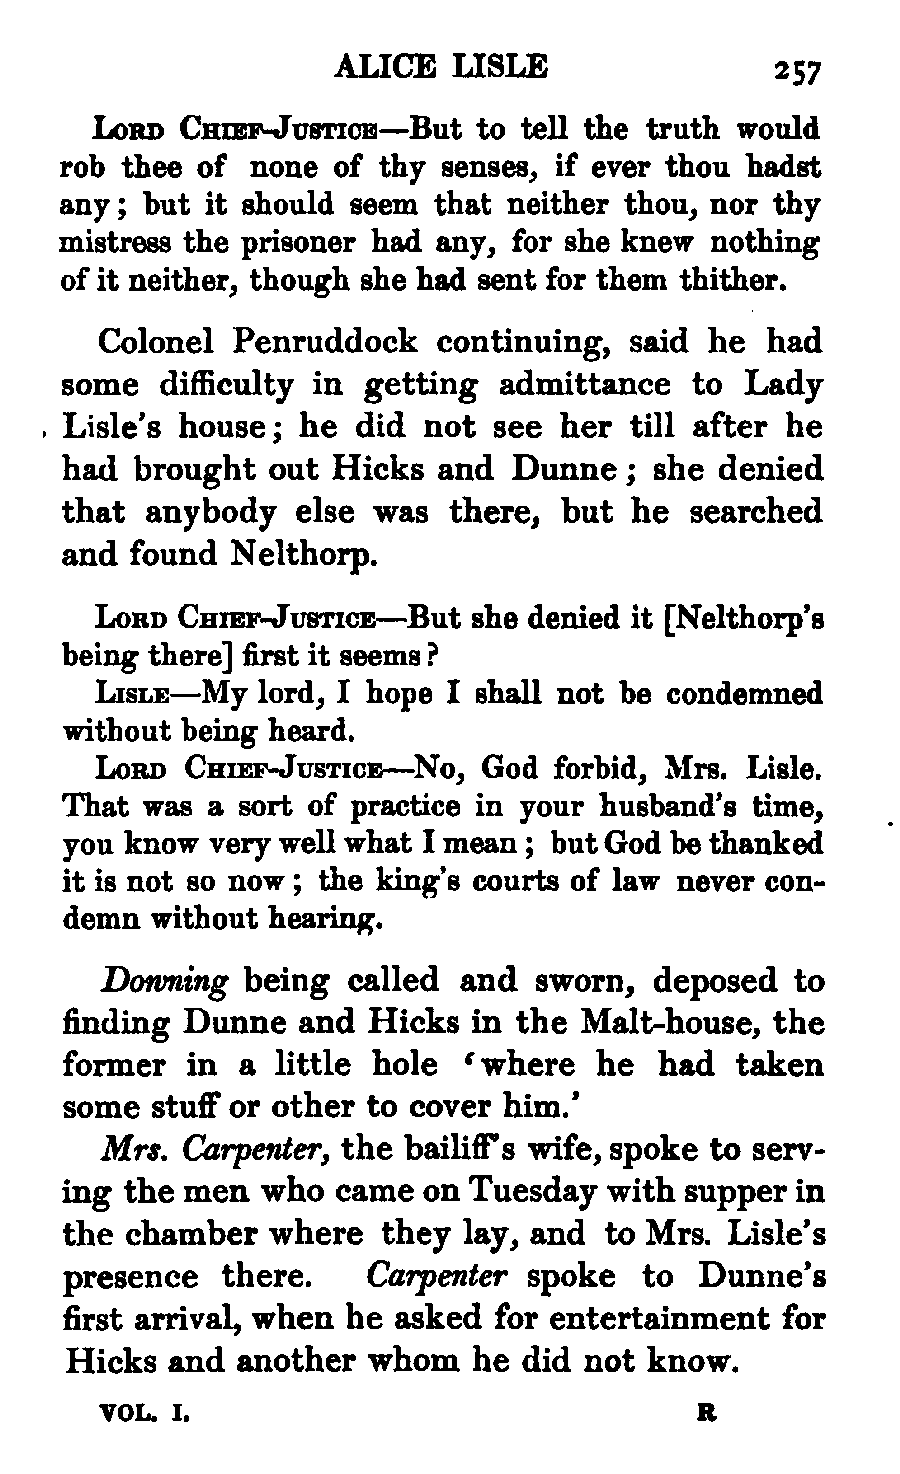 ALICE LISLE 257
LORD CHIEF-JUSTICE—But to tell the truth would
rob thee of none of thy senses, if ever thou hadst
any; but it should seem that neither thou, nor thy
mistress the prisoner had any, for she knew nothing
of it neither, though she had sent for them thither.
Colonel Penruddock continuing, said he had
some difficulty in getting admittance to Lady
Lisle's house; he did not see her till after he
had brought out Hicks and Dunne; she denied
that anybody else was there, but he searched
and found Nelthorp.
LORD CHIEF-JUSTICE—But she denied it [Nelthorp's
being there] first it seems?
LISLE—My lord, I hope I shall not be condemned
without being heard.
LORD CHIEF-JUSTICE—No, God forbid, Mrs. Lisle.
That was a sort of practice in your husband's time,
you know very well what I mean; but God be thanked
it is not so now; the king's courts of law never con-
demn without hearing.
Downing being called and sworn, deposed to
finding Dunne and Hicks in the Malt-house, the
former in a little hole 'where he had taken
some stuff or other to cover him.'
Mrs. Carpenter, the bailiff's wife, spoke to serv-
ing the men who came on Tuesday with supper in
the chamber where they lay, and to Mrs. Lisle's
presence there. Carpenter spoke to Dunne's
first arrival, when he asked for entertainment for
Hicks and another whom he did not know.
VOL. I. R